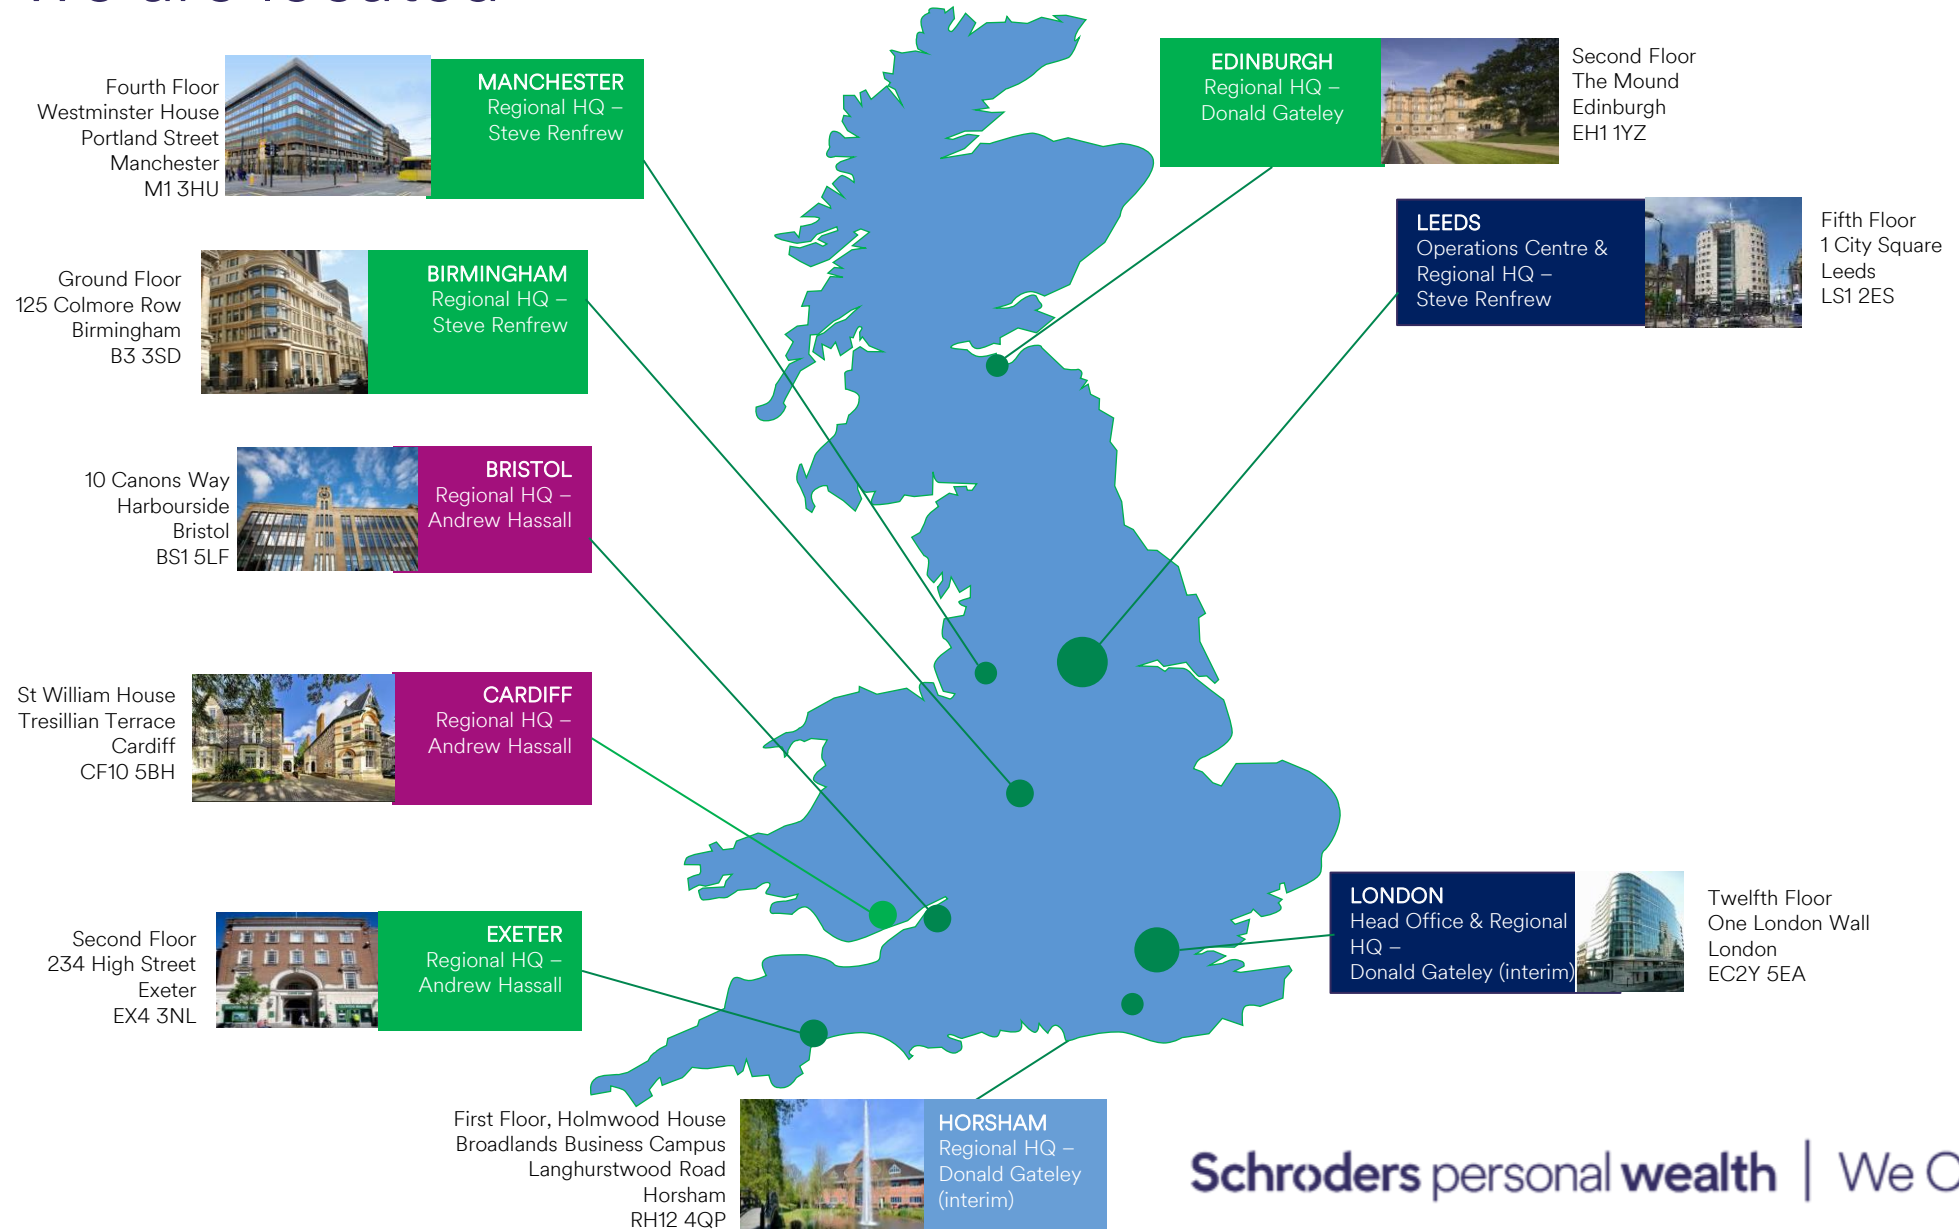 we are located
Fourth Floor
Westminster House
Portland Street
Manchester
M1 3HU
MANCHESTER
Regional HQ –
Steve Renfrew
EDINBURGH
Regional HQ –
Donald Gateley
Second Floor
The Mound
Edinburgh
EH1 1YZ
LEEDS
Operations Centre &
Regional HQ –
Steve Renfrew
Fifth Floor
1 City Square
Leeds
LS1 2ES
Ground Floor
125 Colmore Row
Birmingham
B3 3SD
BIRMINGHAM
Regional HQ –
Steve Renfrew
10 Canons Way
Harbourside
Bristol
BS1 5LF
BRISTOL
Regional HQ –
Andrew Hassall
St William House
Tresillian Terrace
Cardiff
CF10 5BH
CARDIFF
Regional HQ –
Andrew Hassall
LONDON
Head Office & Regional
HQ –
Donald Gateley (interim)
Twelfth Floor
One London Wall
London
EC2Y 5EA
Second Floor
234 High Street
Exeter
EX4 3NL
EXETER
Regional HQ –
Andrew Hassall
First Floor, Holmwood House
Broadlands Business Campus
Langhurstwood Road
Horsham
RH12 4QP
HORSHAM
Regional HQ –
Donald Gateley
(interim)
Schroders personal wealth | We